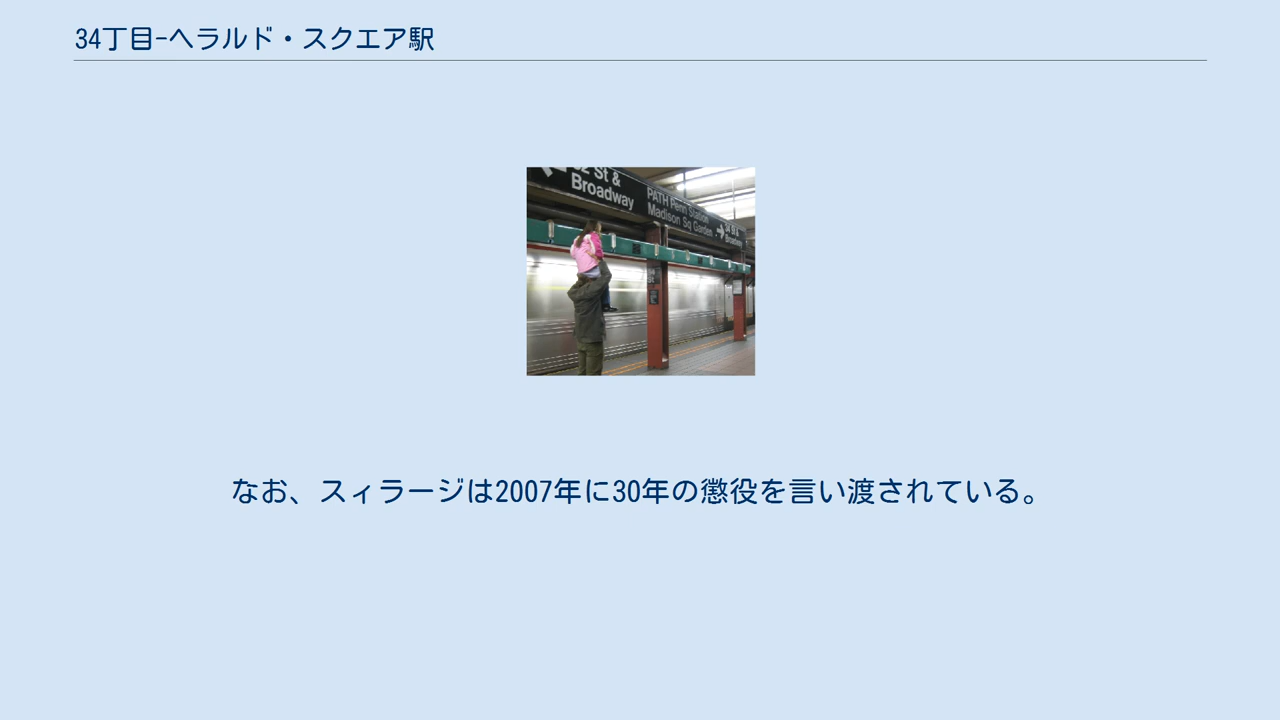 34丁目-ヘラルド・スクエア駅
St &
Broadway
PATH Penn Station
Madison Sq Garden
Broadway
なお、スィラージは2007年に30年の懲役を言い渡されている。